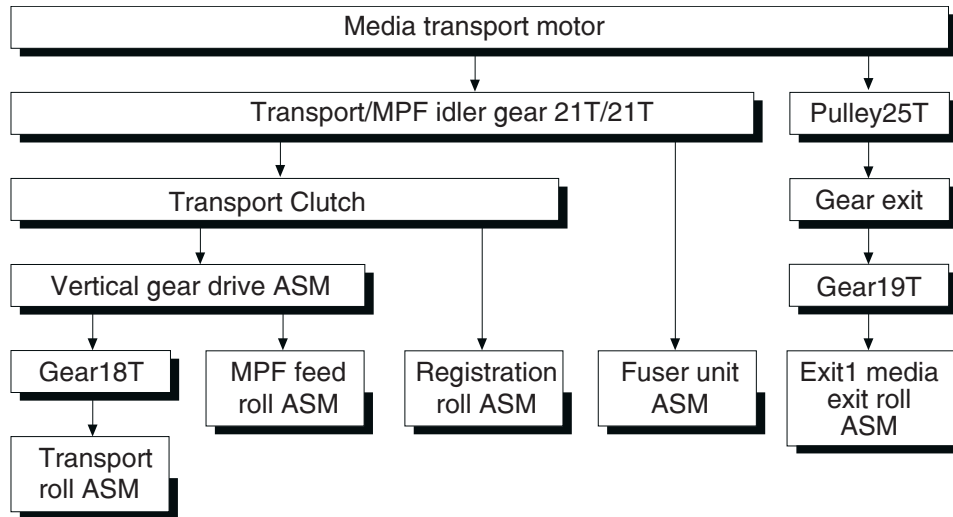 Media transport motor
Transport/MPF idler gear 21T/21T
Pulley25T
Transport Clutch
Gear exit
Vertical gear drive ASM
Gear19T
Gear18T
MPF feed
roll ASM
Registration
roll ASM
Fuser unit
ASM
Exit1 media
exit roll
ASM
Transport
roll ASM